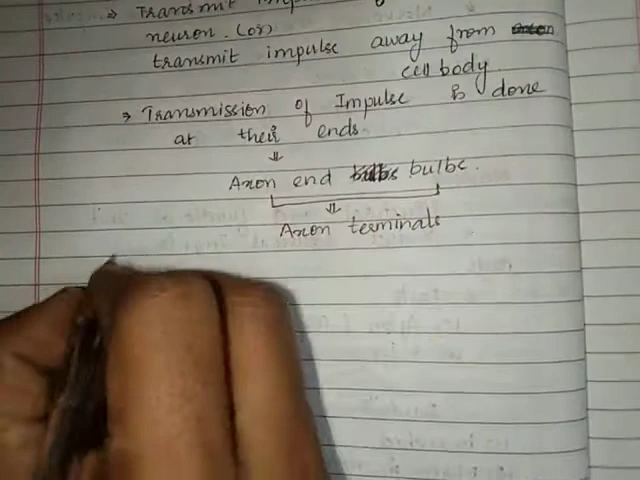 ⇒ Transmit
neuron. (or)
transmit impulse away from
cell body
⇒ Transmission of Impulse is done
at their ends.
⇓
Axon end bulbs.
⇓
Axon terminals